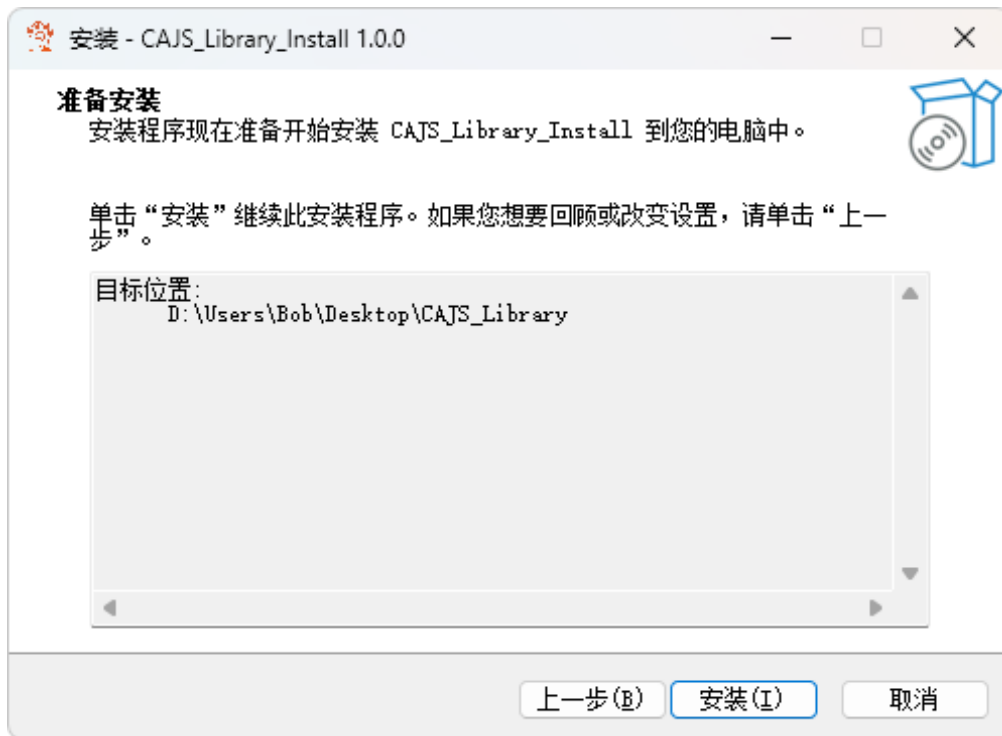 安装 - CAJS_Library_Install 1.0.0
准备安装
安装程序现在准备开始安装 CAJS_Library_Install 到您的电脑中。
单击“安装”继续此安装程序。如果您想要回顾或改变设置，请单击“上一
步”。
目标位置:
D:\Users\Bob\Desktop\CAJS_Library
上一步(B) 安装(I) 取消